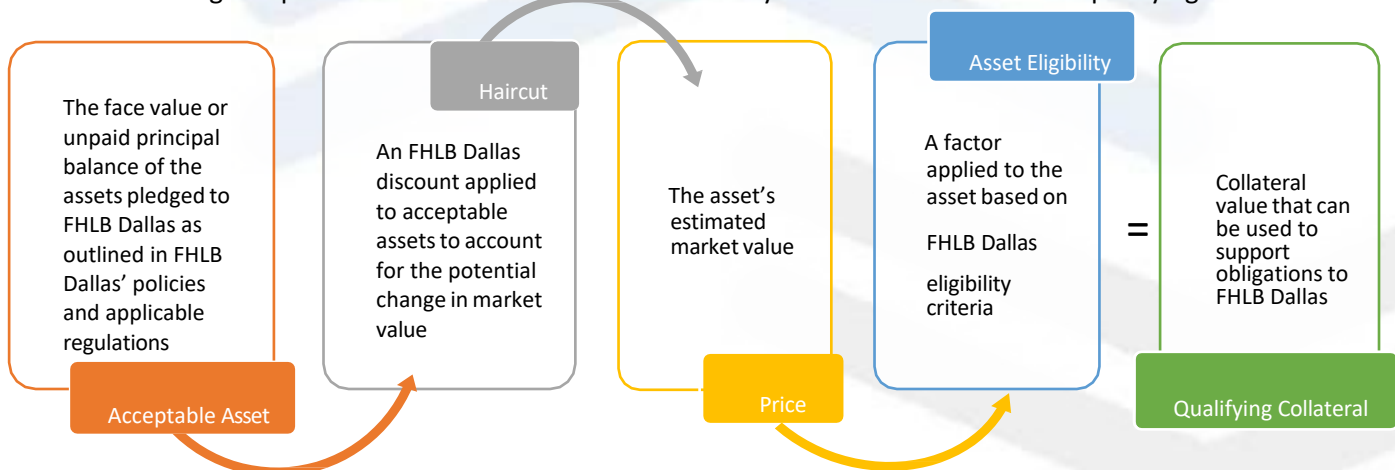 The face value or
unpaid principal
balance of the
assets pledged to
FHLB Dallas as
outlined in FHLB
Dallas’ policies
and applicable
regulations
Acceptable Asset
Haircut
An FHLB Dallas
discount applied
to acceptable
assets to account
for the potential
change in market
value
The asset’s
estimated
market value
Price
Asset Eligibility
A factor
applied to the
asset based on
FHLB Dallas
eligibility
criteria
=
Collateral
value that can
be used to
support
obligations to
FHLB Dallas
Qualifying Collateral